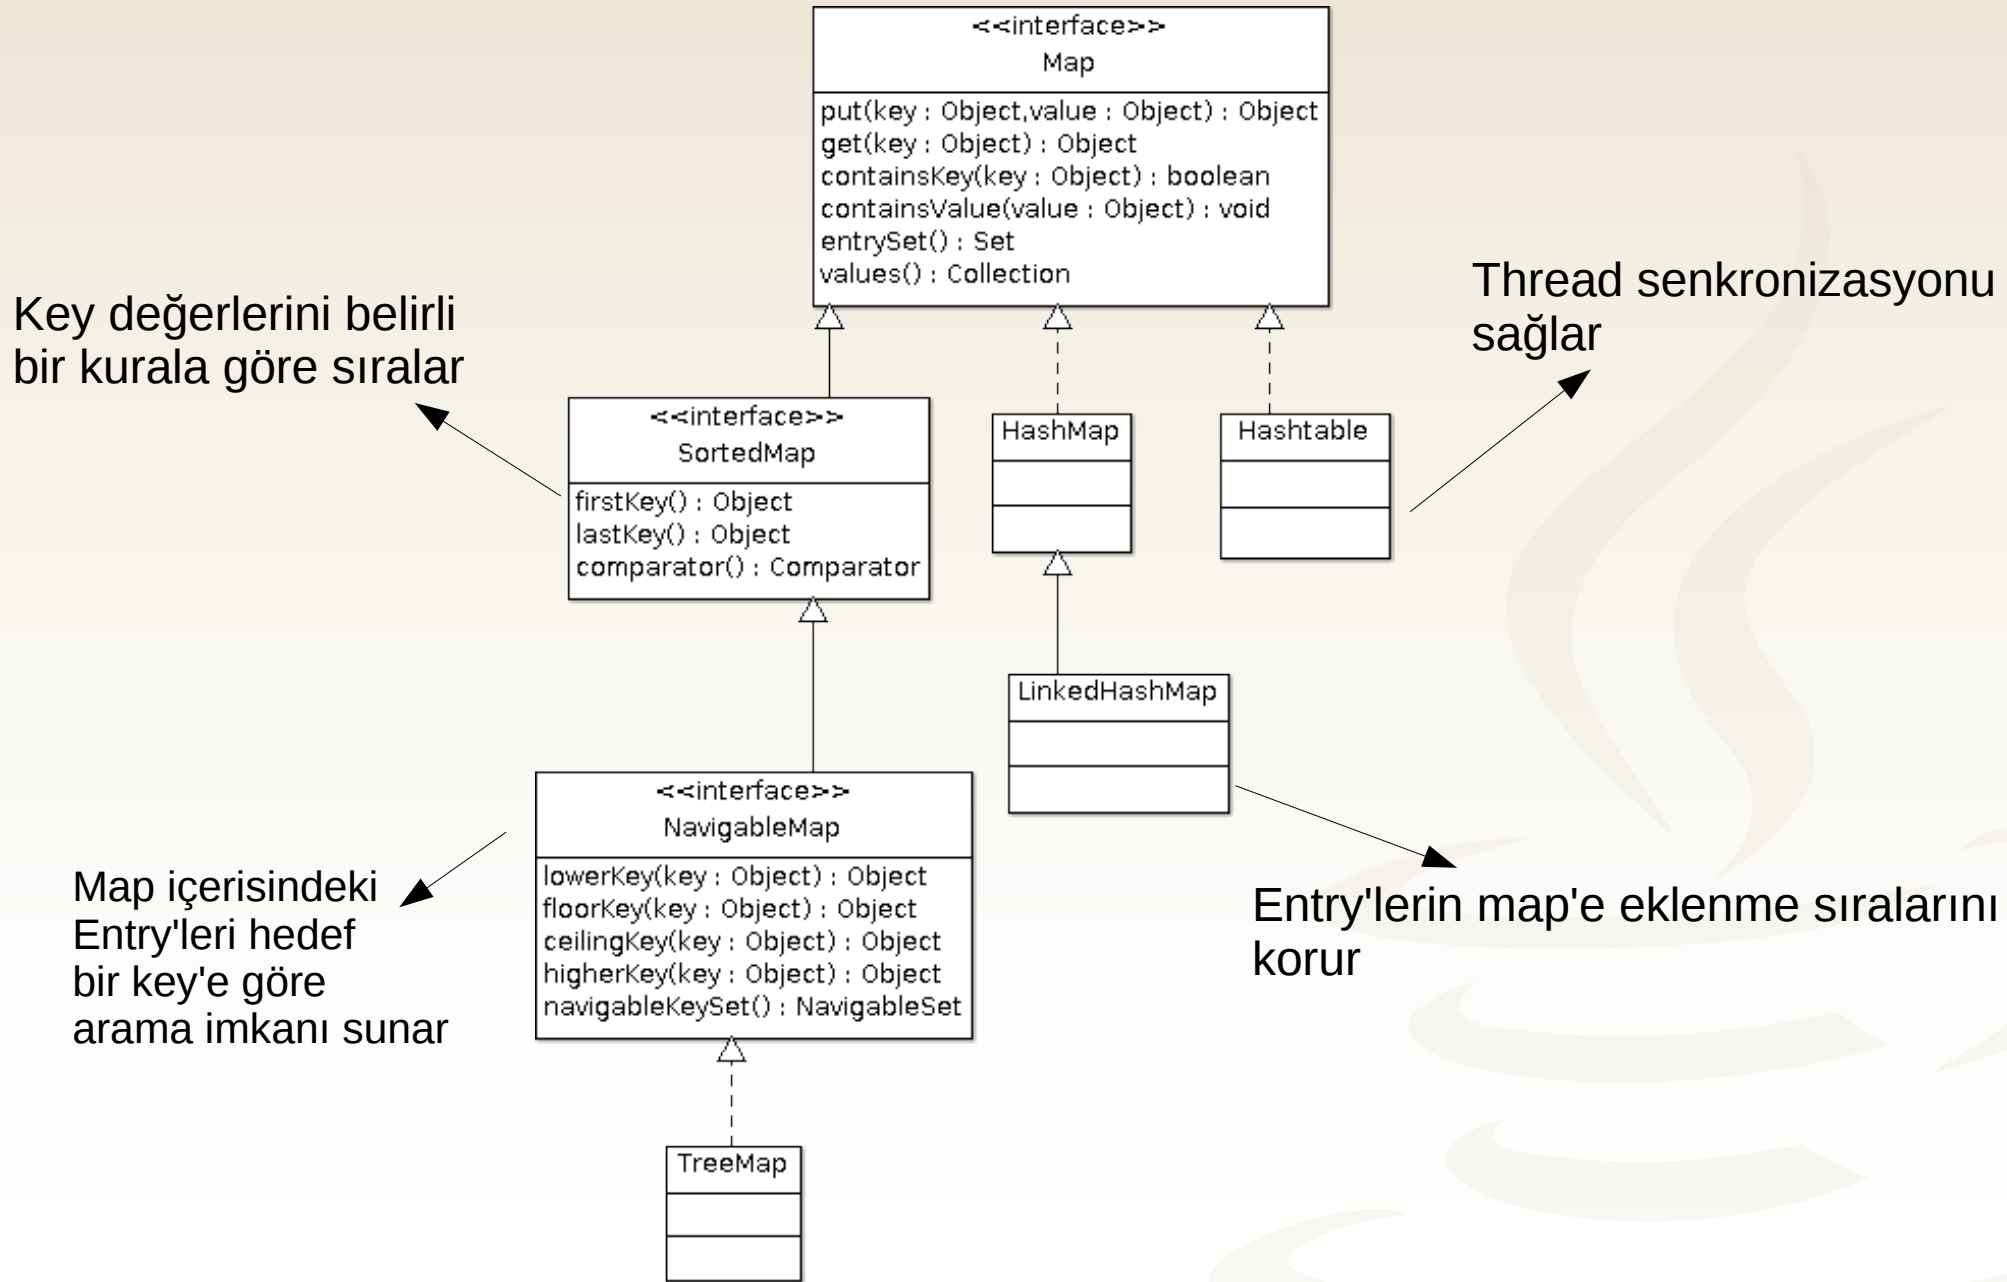 <<interface>>
Map
put(key : Object,value : Object) : Object
get(key : Object) : Object
containsKey(key : Object) : boolean
containsValue(value : Object) : void
entrySet() : Set
values() : Collection
Key değerlerini belirli
bir kurala göre sıralar
Thread senkronizasyonu
sağlar
<<interface>>
SortedMap
firstKey() : Object
lastKey() : Object
comparator() : Comparator
HashMap
Hashtable
LinkedHashMap
<<interface>>
NavigableMap
lowerKey(key : Object) : Object
floorKey(key : Object) : Object
ceilingKey(key : Object) : Object
higherKey(key : Object) : Object
navigableKeySet() : NavigableSet
Map içerisindeki
Entry'leri hedef
bir key'e göre
arama imkanı sunar
Entry'lerin map'e eklenme sıralarını
korur
TreeMap